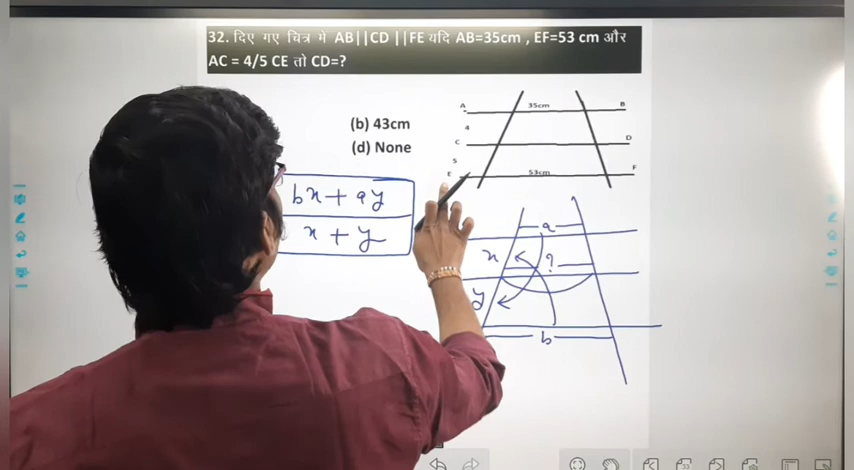 32. दिए गए चित्र में AB||CD ||FE यदि AB=35cm , EF=53 cm और
AC = 4/5 CE तो CD=?
(b) 43cm
(d) None
A 35cm B
4
C D
5
E 53cm F
bx + ay
x + y
a
x ?
y
b